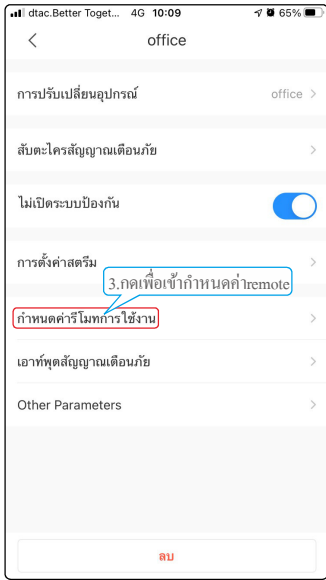 dtac.Better Toget... 4G 10:09 65%
office
การปรับเปลี่ยนอุปกรณ์ office
สับตะไครสัญญาณเตือนภัย
ไม่เปิดระบบป้องกัน
การตั้งค่าสตรีม
3.กดเพื่อเข้ากำหนดค่าremote
กำหนดค่ารีโมทการใช้งาน
เอาท์พุตสัญญาณเตือนภัย
Other Parameters
ลบ